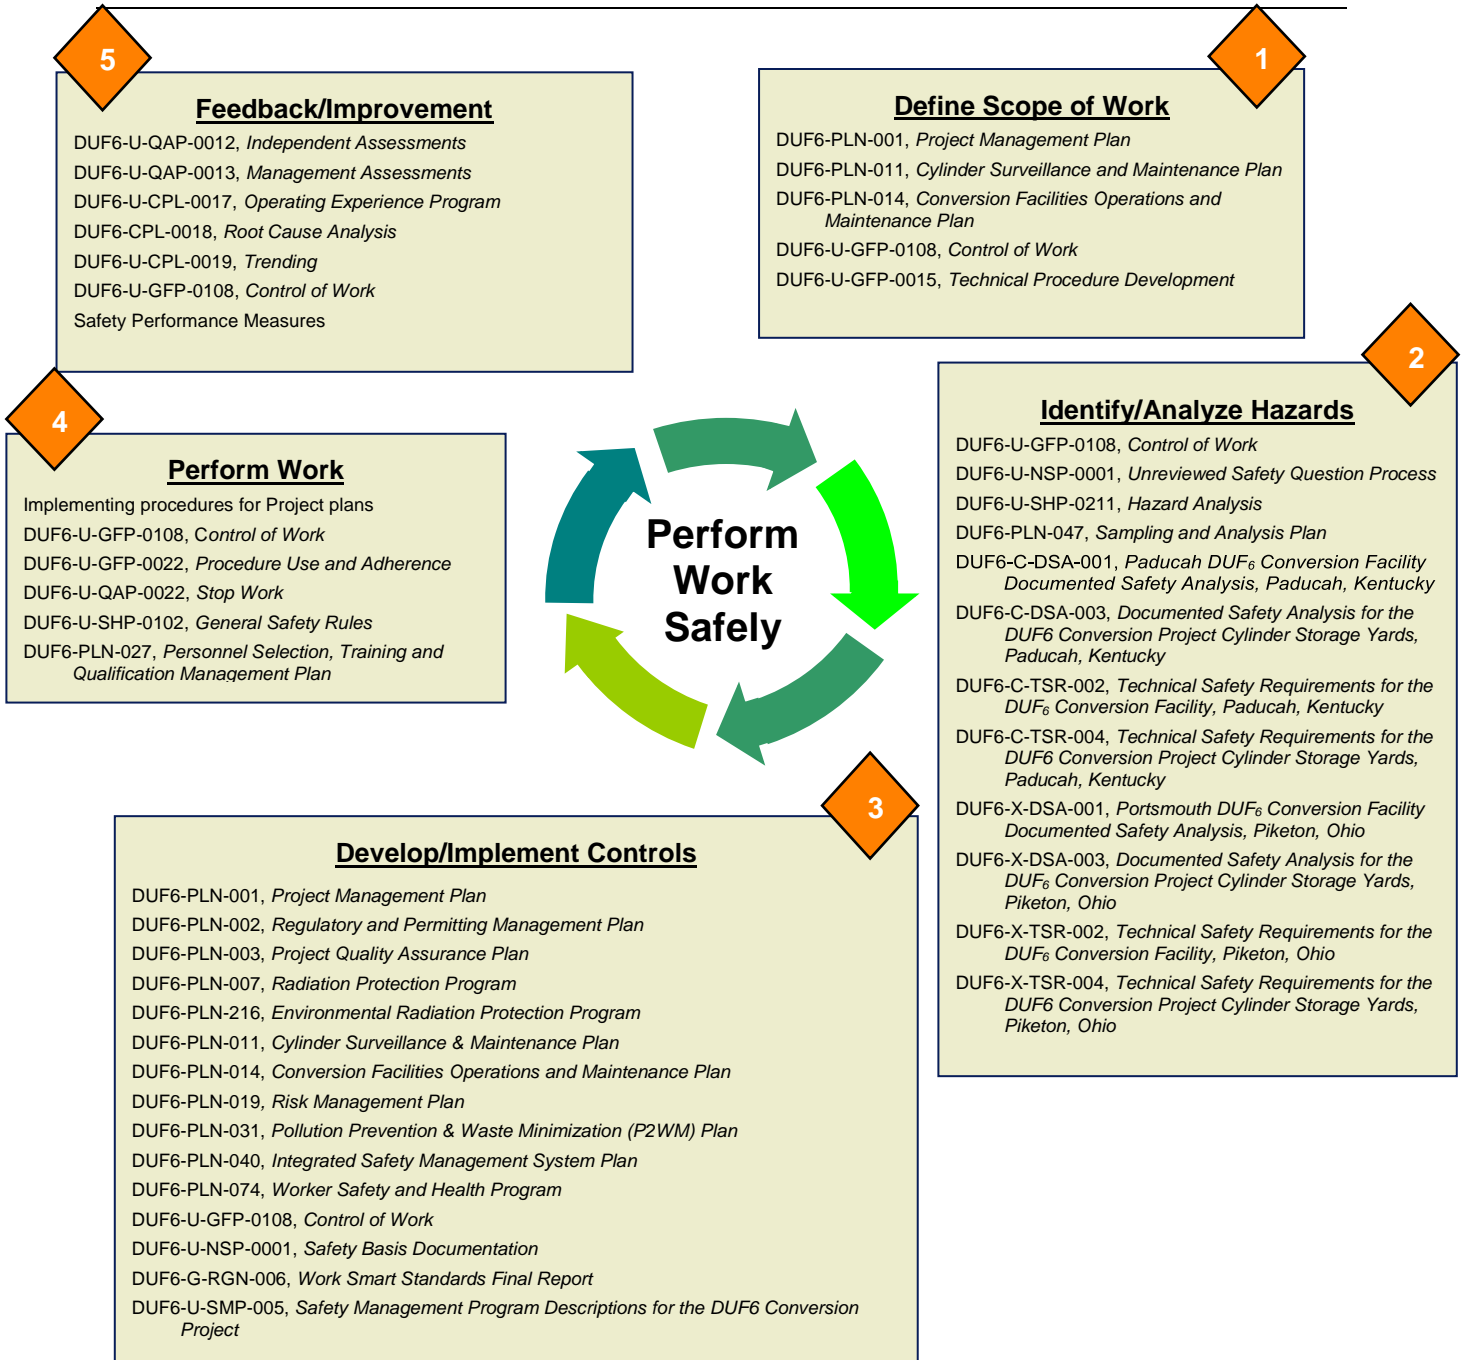 1
Define Scope of Work
DUF6-PLN-001, Project Management Plan
DUF6-PLN-011, Cylinder Surveillance and Maintenance Plan
DUF6-PLN-014, Conversion Facilities Operations and
Maintenance Plan
DUF6-U-GFP-0108, Control of Work
DUF6-U-GFP-0015, Technical Procedure Development
2
Identify/Analyze Hazards
DUF6-U-GFP-0108, Control of Work
DUF6-U-NSP-0001, Unreviewed Safety Question Process
DUF6-U-SHP-0211, Hazard Analysis
DUF6-PLN-047, Sampling and Analysis Plan
DUF6-C-DSA-001, Paducah DUF₆ Conversion Facility
Documented Safety Analysis, Paducah, Kentucky
DUF6-C-DSA-003, Documented Safety Analysis for the
DUF6 Conversion Project Cylinder Storage Yards,
Paducah, Kentucky
DUF6-C-TSR-002, Technical Safety Requirements for the
DUF₆ Conversion Facility, Paducah, Kentucky
DUF6-C-TSR-004, Technical Safety Requirements for the
DUF6 Conversion Project Cylinder Storage Yards,
Paducah, Kentucky
DUF6-X-DSA-001, Portsmouth DUF₆ Conversion Facility
Documented Safety Analysis, Piketon, Ohio
DUF6-X-DSA-003, Documented Safety Analysis for the
DUF₆ Conversion Project Cylinder Storage Yards,
Piketon, Ohio
DUF6-X-TSR-002, Technical Safety Requirements for the
DUF₆ Conversion Facility, Piketon, Ohio
DUF6-X-TSR-004, Technical Safety Requirements for the
DUF6 Conversion Project Cylinder Storage Yards,
Piketon, Ohio
3
Develop/Implement Controls
DUF6-PLN-001, Project Management Plan
DUF6-PLN-002, Regulatory and Permitting Management Plan
DUF6-PLN-003, Project Quality Assurance Plan
DUF6-PLN-007, Radiation Protection Program
DUF6-PLN-216, Environmental Radiation Protection Program
DUF6-PLN-011, Cylinder Surveillance & Maintenance Plan
DUF6-PLN-014, Conversion Facilities Operations and Maintenance Plan
DUF6-PLN-019, Risk Management Plan
DUF6-PLN-031, Pollution Prevention & Waste Minimization (P2WM) Plan
DUF6-PLN-040, Integrated Safety Management System Plan
DUF6-PLN-074, Worker Safety and Health Program
DUF6-U-GFP-0108, Control of Work
DUF6-U-NSP-0001, Safety Basis Documentation
DUF6-G-RGN-006, Work Smart Standards Final Report
DUF6-U-SMP-005, Safety Management Program Descriptions for the DUF6 Conversion
Project
4
Perform Work
Implementing procedures for Project plans
DUF6-U-GFP-0108, Control of Work
DUF6-U-GFP-0022, Procedure Use and Adherence
DUF6-U-QAP-0022, Stop Work
DUF6-U-SHP-0102, General Safety Rules
DUF6-PLN-027, Personnel Selection, Training and
Qualification Management Plan
5
Feedback/Improvement
DUF6-U-QAP-0012, Independent Assessments
DUF6-U-QAP-0013, Management Assessments
DUF6-U-CPL-0017, Operating Experience Program
DUF6-CPL-0018, Root Cause Analysis
DUF6-U-CPL-0019, Trending
DUF6-U-GFP-0108, Control of Work
Safety Performance Measures
Perform
Work
Safely